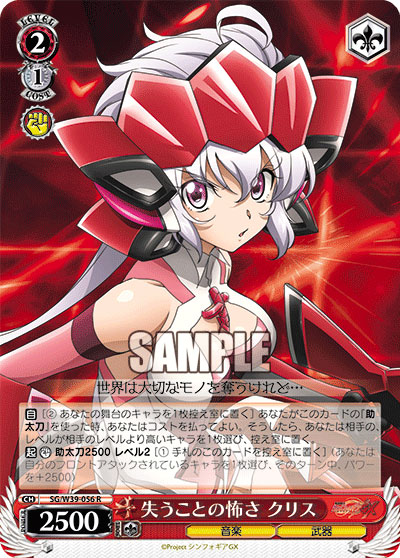 LEVEL
2
1
COST
SAMPLE
世界は大切なモノを奪うけれど…
自 [② あなたの舞台のキャラを1枚控え室に置く] あなたがこのカードの「助
太刀」を使った時、あなたはコストを払ってよい。そうしたら、あなたは相手の、
レベルが相手のレベルより高いキャラを1枚選び、控え室に置く。
起 助太刀2500 レベル2 [① 手札のこのカードを控え室に置く] (あなたは
自分のフロントアタックされているキャラを1枚選び、そのターン中、パワー
を+2500)
CH
SG/W39-056 R
2500
失うことの怖さ クリス
音楽
武器
©Project シンフォギアGX